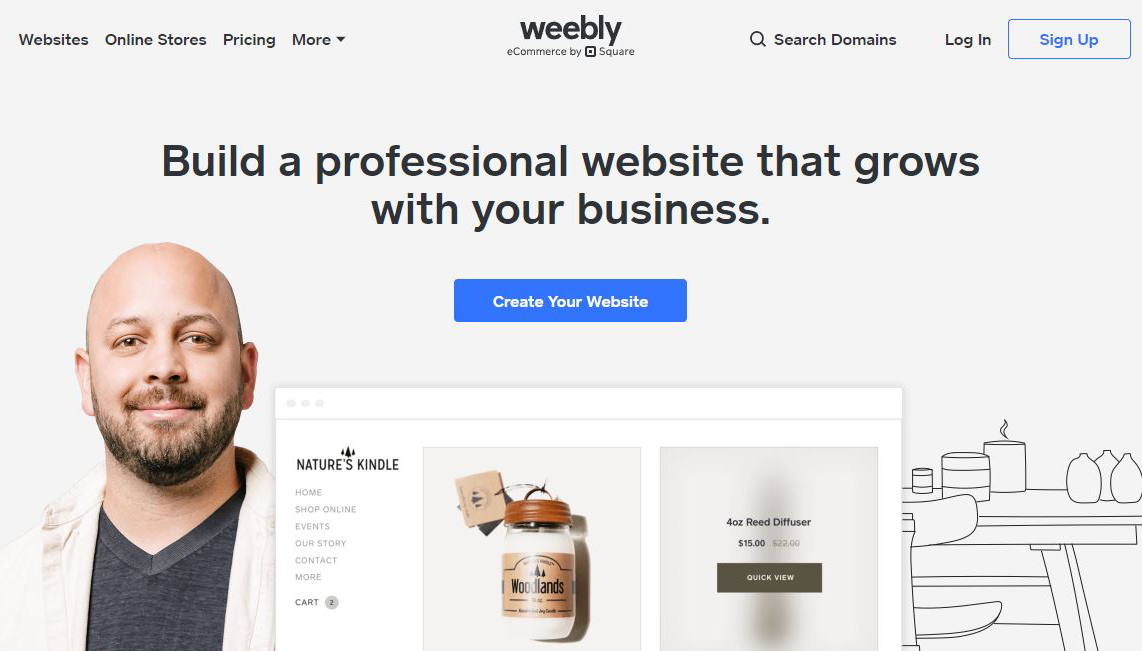 Websites Online Stores Pricing More
weebly
eCommerce by Square
Search Domains Log In Sign Up
Build a professional website that grows
with your business.
Create Your Website
NATURE'S KINDLE
HOME
SHOP ONLINE
EVENTS
OUR STORY
CONTACT
MORE
CART 2
Woodlands
4oz Reed Diffuser
$15.00 $22.00
QUICK VIEW